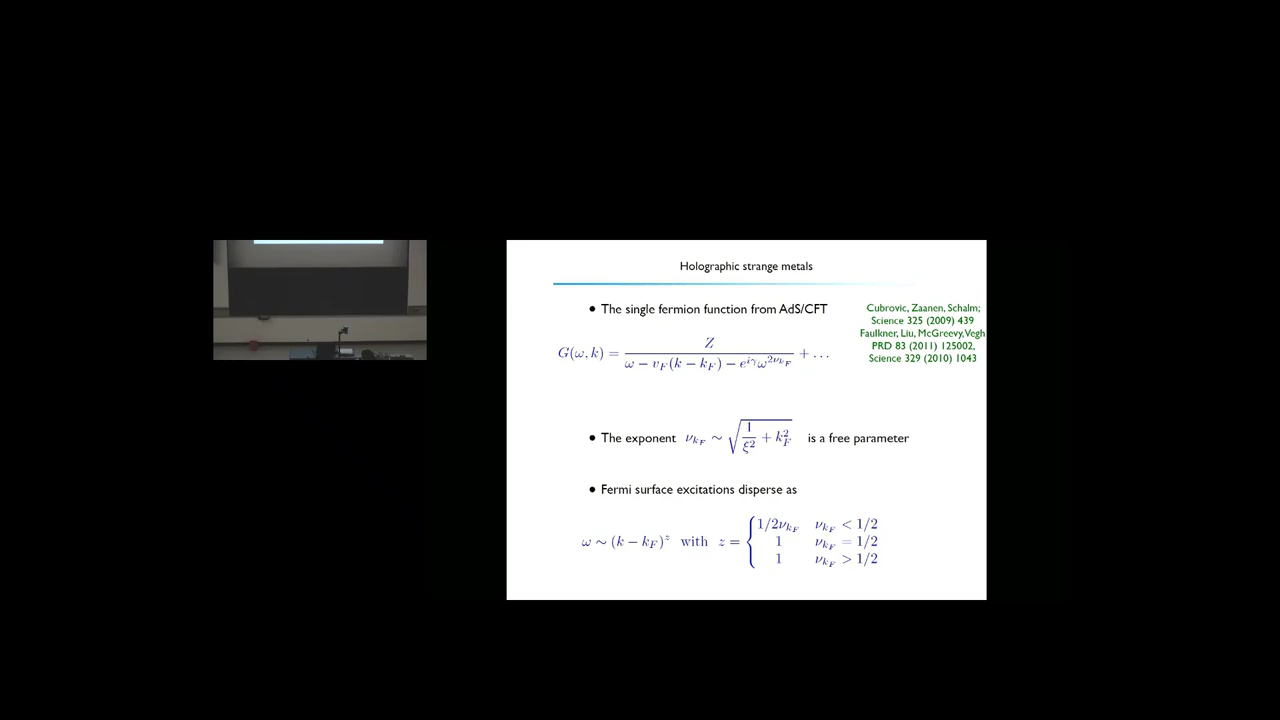 Holographic strange metals
● The single fermion function from AdS/CFT
Cubrovic, Zaanen, Schalm;
Science 325 (2009) 439
Faulkner, Liu, McGreevy, Vegh
PRD 83 (2011) 125002,
Science 329 (2010) 1043
G(ω, k) = Z / (ω − v_F(k − k_F) − e^{iγ}ω^{2ν_{k_F}}) + …
● The exponent ν_{k_F} ∼ √(1/ξ² + k_F²) is a free parameter
● Fermi surface excitations disperse as
ω ∼ (k − k_F)^z with z = {
1/2ν_{k_F} ν_{k_F} < 1/2
1 ν_{k_F} = 1/2
1 ν_{k_F} > 1/2